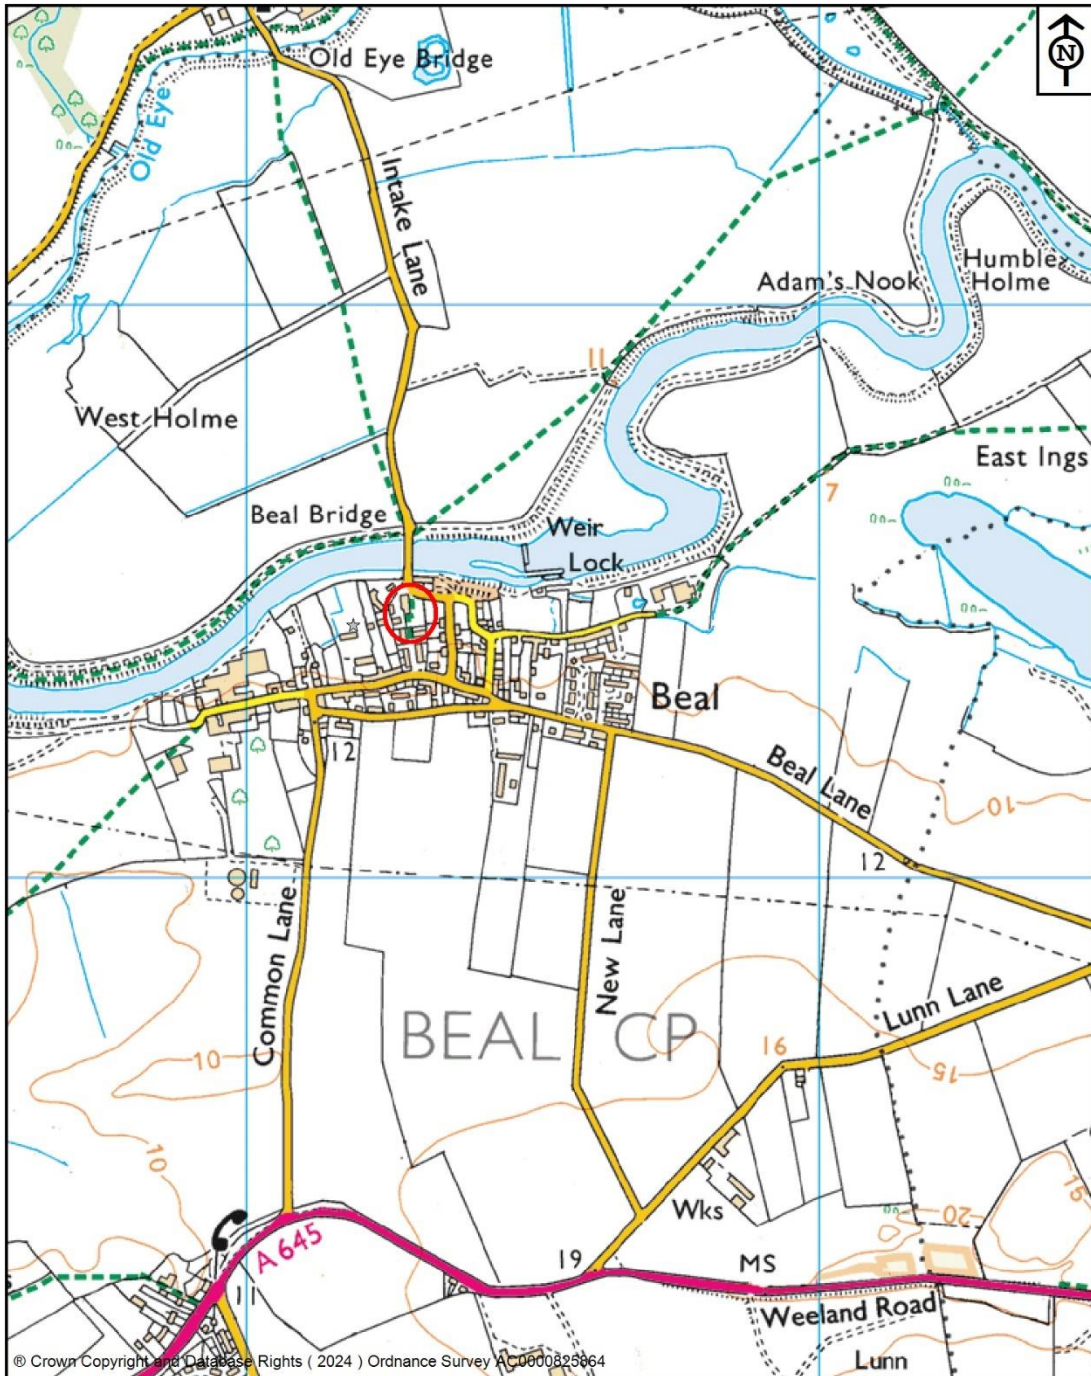 N
Old Eye Bridge
Old Eye
Intake Lane
Adam's Nook
Humble
Holme
11
West Holme
East Ings
7
Beal Bridge
Weir
Lock
Beal
12
Beal Lane
10
12
Common Lane
New Lane
Lunn Lane
BEAL CP
16
10
15
10
15
Wks
20
A 645
19
MS
11
Weeland Road
Lunn
® Crown Copyright and Database Rights ( 2024 ) Ordnance Survey AC0000825864